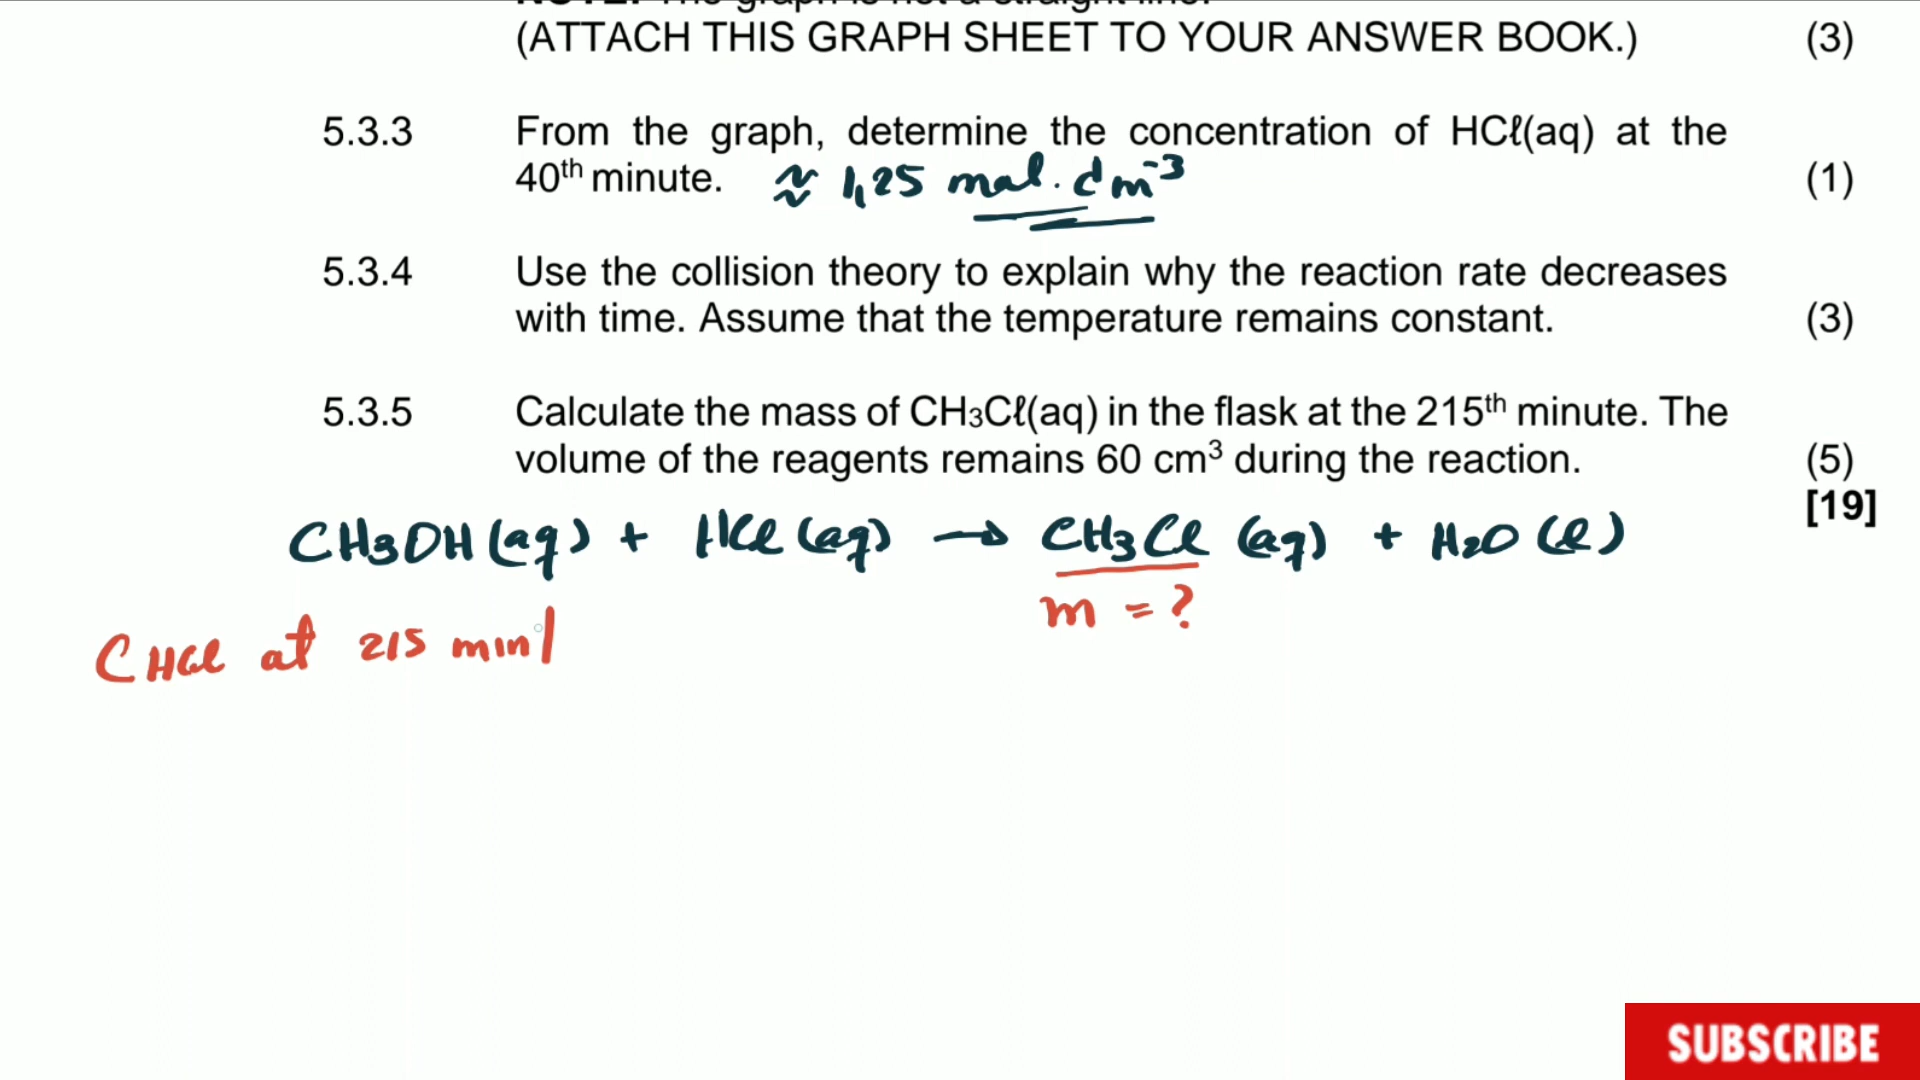 (ATTACH THIS GRAPH SHEET TO YOUR ANSWER BOOK.) (3)
5.3.3 From the graph, determine the concentration of HCℓ(aq) at the
40th minute. ≈ 1,25 mol.dm⁻³ (1)
5.3.4 Use the collision theory to explain why the reaction rate decreases
with time. Assume that the temperature remains constant. (3)
5.3.5 Calculate the mass of CH3Cℓ(aq) in the flask at the 215th minute. The
volume of the reagents remains 60 cm³ during the reaction. (5)
[19]
CH3OH(aq) + HCl(aq) → CH3Cl(aq) + H2O(l)
m = ?
CHCl at 215 min
SUBSCRIBE